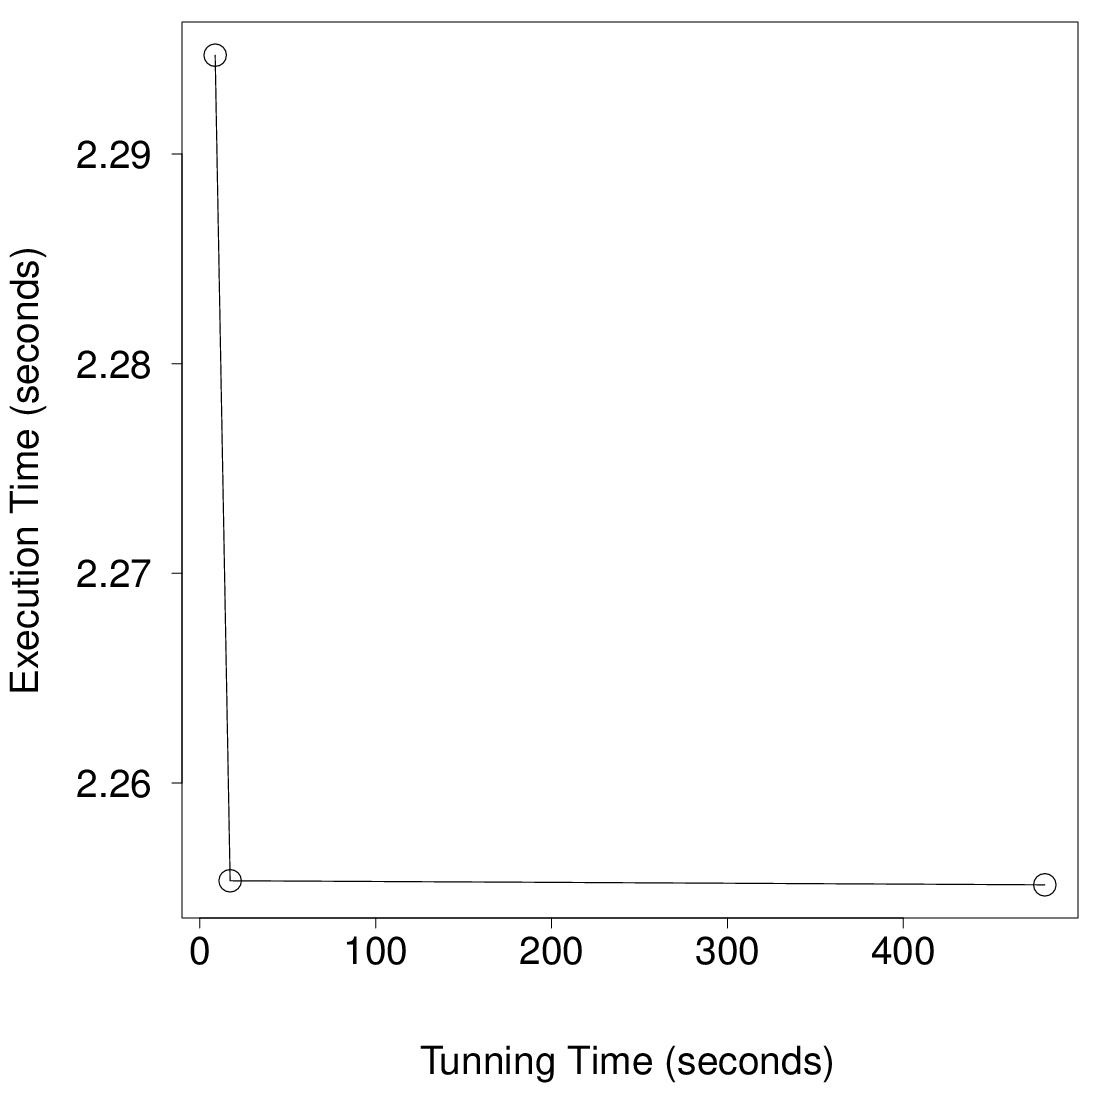 2.29
2.28
2.27
2.26
Execution Time (seconds)
0 100 200 300 400
Tunning Time (seconds)